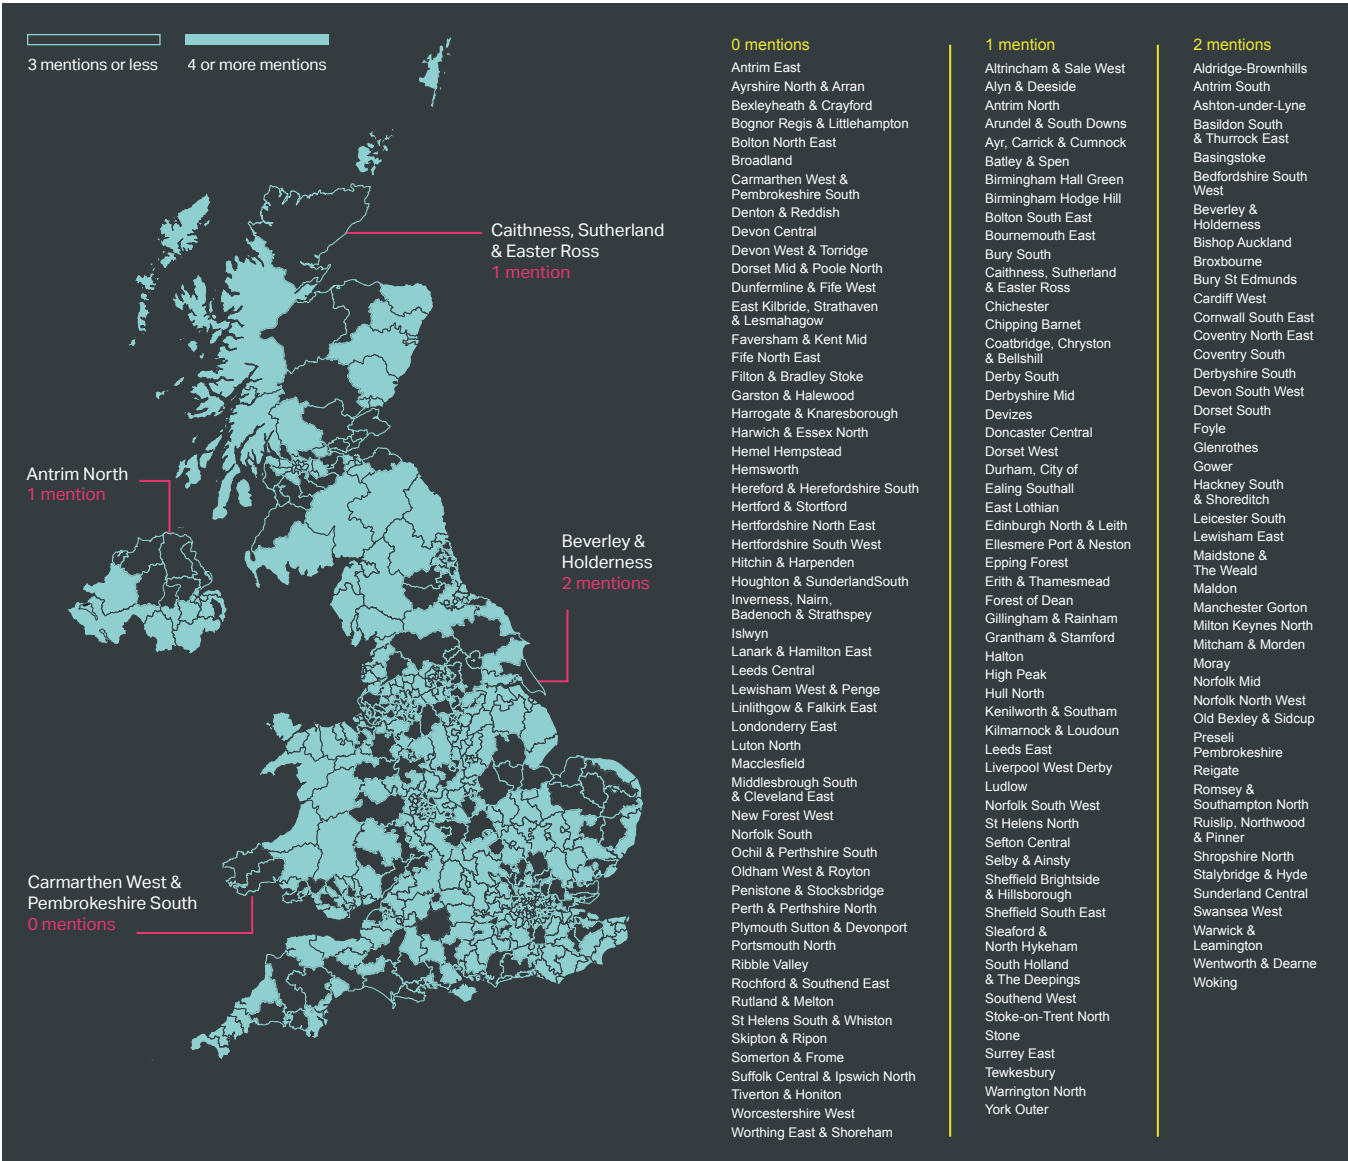 3 mentions or less
4 or more mentions
Caithness, Sutherland
& Easter Ross
1 mention
Antrim North
1 mention
Beverley &
Holderness
2 mentions
Carmarthen West &
Pembrokeshire South
0 mentions
0 mentions
Antrim East
Ayrshire North & Arran
Bexleyheath & Crayford
Bognor Regis & Littlehampton
Bolton North East
Broadland
Carmarthen West &
Pembrokeshire South
Denton & Reddish
Devon Central
Devon West & Torridge
Dorset Mid & Poole North
Dunfermline & Fife West
East Kilbride, Strathaven
& Lesmahagow
Faversham & Kent Mid
Fife North East
Filton & Bradley Stoke
Garston & Halewood
Harrogate & Knaresborough
Harwich & Essex North
Hemel Hempstead
Hemsworth
Hereford & Herefordshire South
Hertford & Stortford
Hertfordshire North East
Hertfordshire South West
Hitchin & Harpenden
Houghton & SunderlandSouth
Inverness, Nairn,
Badenoch & Strathspey
Islwyn
Lanark & Hamilton East
Leeds Central
Lewisham West & Penge
Linlithgow & Falkirk East
Londonderry East
Luton North
Macclesfield
Middlesbrough South
& Cleveland East
New Forest West
Norfolk South
Ochil & Perthshire South
Oldham West & Royton
Penistone & Stocksbridge
Perth & Perthshire North
Plymouth Sutton & Devonport
Portsmouth North
Ribble Valley
Rochford & Southend East
Rutland & Melton
St Helens South & Whiston
Skipton & Ripon
Somerton & Frome
Suffolk Central & Ipswich North
Tiverton & Honiton
Worcestershire West
Worthing East & Shoreham
1 mention
Altrincham & Sale West
Alyn & Deeside
Antrim North
Arundel & South Downs
Ayr, Carrick & Cumnock
Batley & Spen
Birmingham Hall Green
Birmingham Hodge Hill
Bolton South East
Bournemouth East
Bury South
Caithness, Sutherland
& Easter Ross
Chichester
Chipping Barnet
Coatbridge, Chryston
& Bellshill
Derby South
Derbyshire Mid
Devizes
Doncaster Central
Dorset West
Durham, City of
Ealing Southall
East Lothian
Edinburgh North & Leith
Ellesmere Port & Neston
Epping Forest
Erith & Thamesmead
Forest of Dean
Gillingham & Rainham
Grantham & Stamford
Halton
High Peak
Hull North
Kenilworth & Southam
Kilmarnock & Loudoun
Leeds East
Liverpool West Derby
Ludlow
Norfolk South West
St Helens North
Sefton Central
Selby & Ainsty
Sheffield Brightside
& Hillsborough
Sheffield South East
Sleaford &
North Hykeham
South Holland
& The Deepings
Southend West
Stoke-on-Trent North
Stone
Surrey East
Tewkesbury
Warrington North
York Outer
2 mentions
Aldridge-Brownhills
Antrim South
Ashton-under-Lyne
Basildon South
& Thurrock East
Basingstoke
Bedfordshire South
West
Beverley &
Holderness
Bishop Auckland
Broxbourne
Bury St Edmunds
Cardiff West
Cornwall South East
Coventry North East
Coventry South
Derbyshire South
Devon South West
Dorset South
Foyle
Glenrothes
Gower
Hackney South
& Shoreditch
Leicester South
Lewisham East
Maidstone &
The Weald
Maldon
Manchester Gorton
Milton Keynes North
Mitcham & Morden
Moray
Norfolk Mid
Norfolk North West
Old Bexley & Sidcup
Preseli
Pembrokeshire
Reigate
Romsey &
Southampton North
Ruislip, Northwood
& Pinner
Shropshire North
Stalybridge & Hyde
Sunderland Central
Swansea West
Warwick &
Leamington
Wentworth & Dearne
Woking